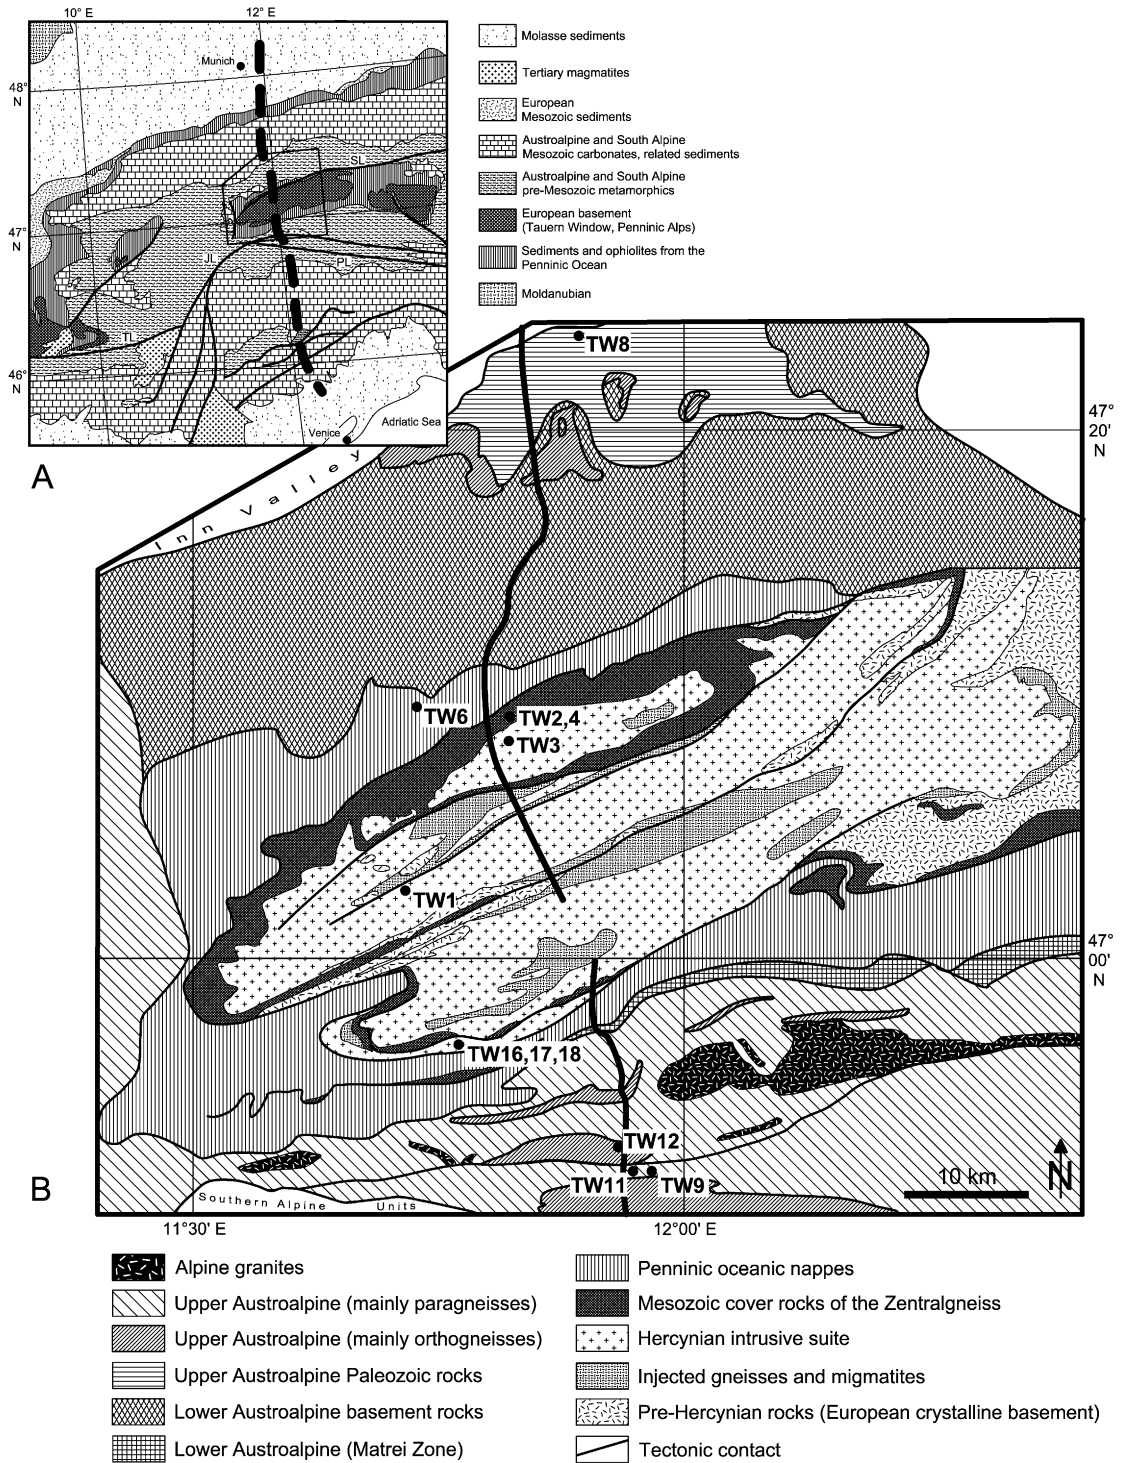 10° E
12° E
Munich
48°
N
SL
47°
N
JL
PL
TL
46°
N
Adriatic Sea
Venice
A
Molasse sediments
Tertiary magmatites
European
Mesozoic sediments
Austroalpine and South Alpine
Mesozoic carbonates, related sediments
Austroalpine and South Alpine
pre-Mesozoic metamorphics
European basement
(Tauern Window, Penninic Alps)
Sediments and ophiolites from the
Penninic Ocean
Moldanubian
TW8
47°
20'
N
Inn Valley
TW6
TW2,4
TW3
TW1
47°
00'
N
TW16,17,18
TW12
TW11
TW9
10 km
N
B
Southern Alpine Units
11°30' E
12°00' E
Alpine granites
Upper Austroalpine (mainly paragneisses)
Upper Austroalpine (mainly orthogneisses)
Upper Austroalpine Paleozoic rocks
Lower Austroalpine basement rocks
Lower Austroalpine (Matrei Zone)
Penninic oceanic nappes
Mesozoic cover rocks of the Zentralgneiss
Hercynian intrusive suite
Injected gneisses and migmatites
Pre-Hercynian rocks (European crystalline basement)
Tectonic contact